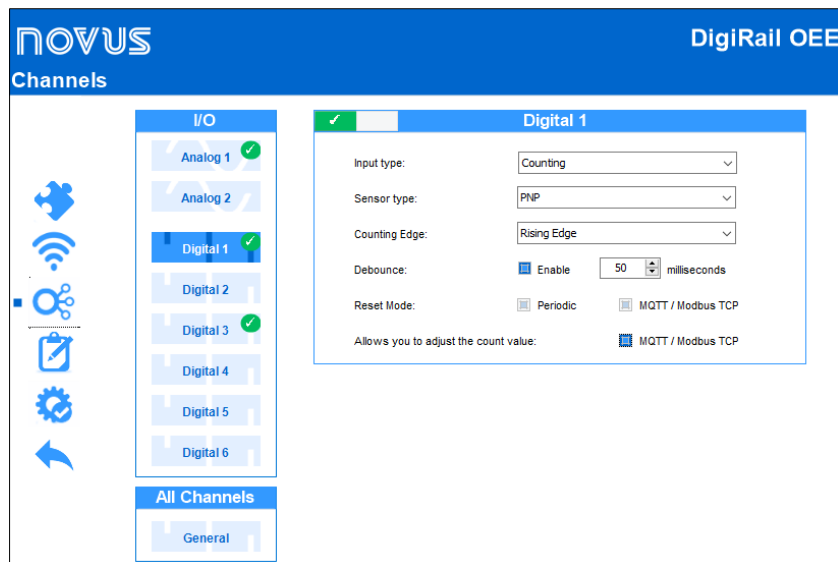 NOVUS
DigiRail OEE
Channels
I/O
Analog 1
Analog 2
Digital 1
Digital 2
Digital 3
Digital 4
Digital 5
Digital 6
All Channels
General
Digital 1
Input type: Counting
Sensor type: PNP
Counting Edge: Rising Edge
Debounce: Enable 50 milliseconds
Reset Mode: Periodic MQTT / Modbus TCP
Allows you to adjust the count value: MQTT / Modbus TCP